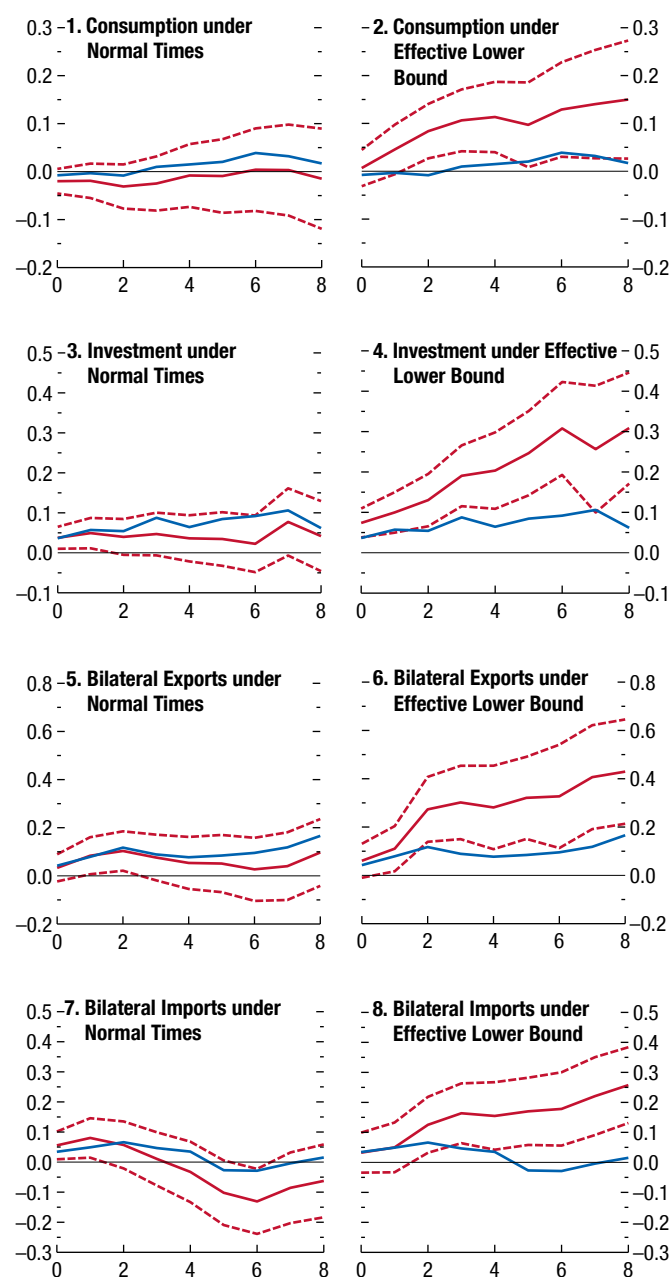 1. Consumption under
Normal Times
0.3
0.2
0.1
0.0
–0.1
–0.2
0 2 4 6 8
2. Consumption under
Effective Lower
Bound
0.3
0.2
0.1
0.0
–0.1
–0.2
0 2 4 6 8
3. Investment under
Normal Times
0.5
0.4
0.3
0.2
0.1
0.0
–0.1
0 2 4 6 8
4. Investment under Effective
Lower Bound
0.5
0.4
0.3
0.2
0.1
0.0
–0.1
0 2 4 6 8
5. Bilateral Exports under
Normal Times
0.8
0.6
0.4
0.2
0.0
–0.2
0 2 4 6 8
6. Bilateral Exports under
Effective Lower Bound
0.8
0.6
0.4
0.2
0.0
–0.2
0 2 4 6 8
7. Bilateral Imports under
Normal Times
0.5
0.4
0.3
0.2
0.1
0.0
–0.1
–0.2
–0.3
0 2 4 6 8
8. Bilateral Imports under
Effective Lower Bound
0.5
0.4
0.3
0.2
0.1
0.0
–0.1
–0.2
–0.3
0 2 4 6 8